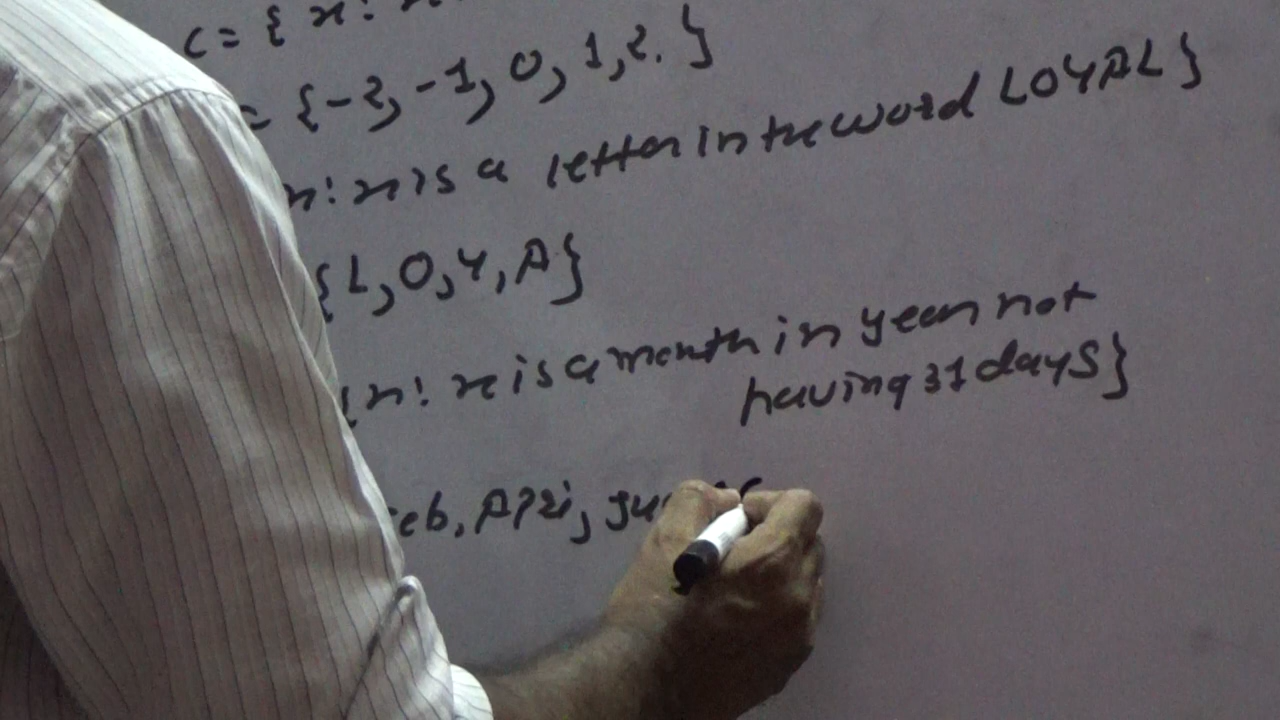 C = { x : x
= {-2, -1, 0, 1, 2. }
x : x is a letter in the word LOYAL }
{L, O, Y, A}
{x : x is a month in year not
having 31 days}
eb, Apri, Ju